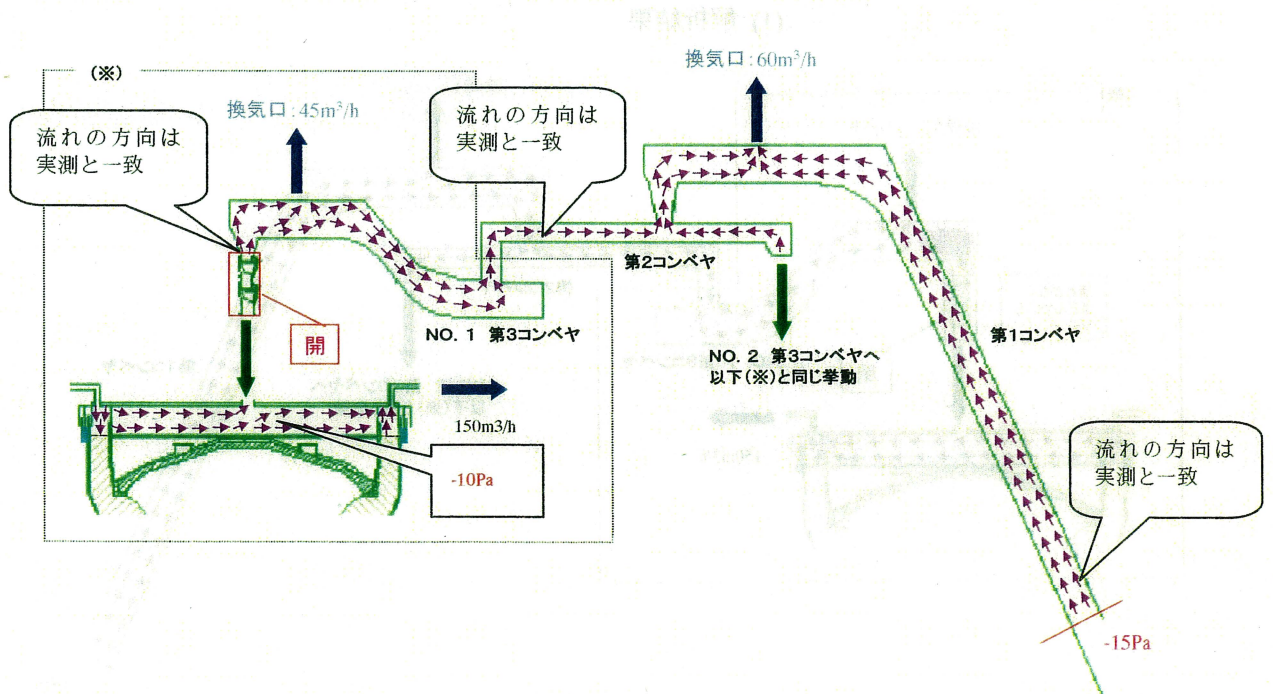 (※)
換気口:45m³/h
流れの方向は
実測と一致
換気口:60m³/h
流れの方向は
実測と一致
第2コンベヤ
NO. 1 第3コンベヤ
開
第1コンベヤ
NO. 2 第3コンベヤへ
以下(※)と同じ挙動
150m3/h
-10Pa
流れの方向は
実測と一致
-15Pa